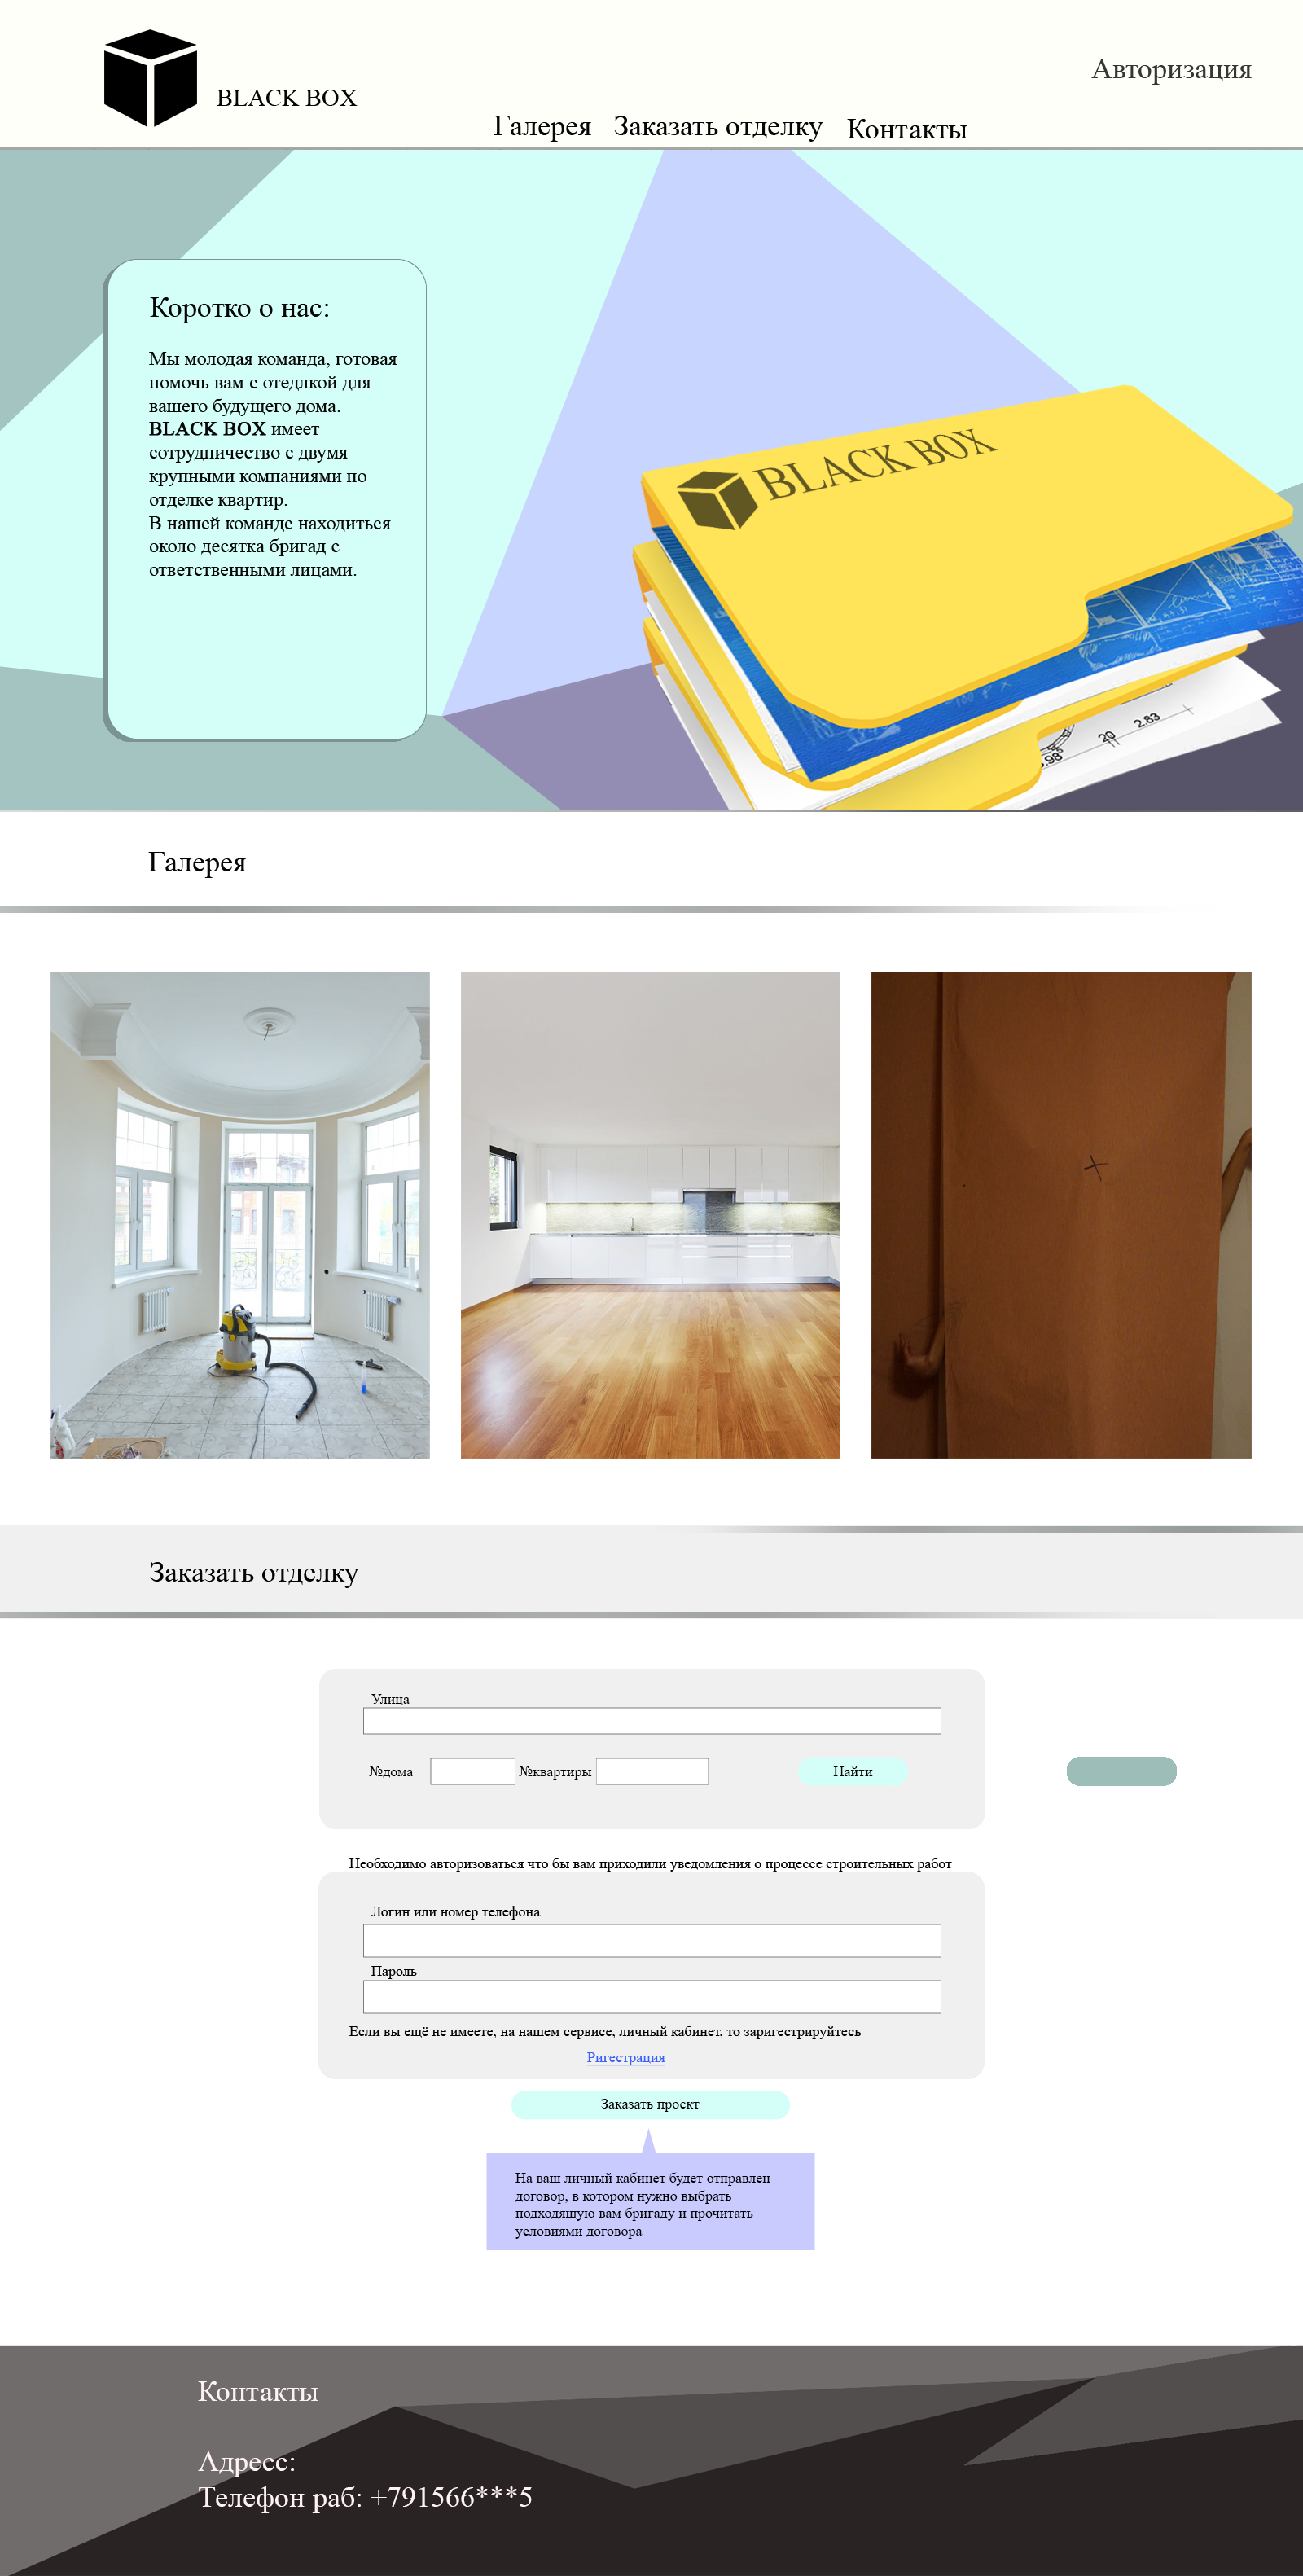 BLACK BOX
Авторизация
Галерея Заказать отделку Контакты
Коротко о нас:
Мы молодая команда, готовая
помочь вам с отедлкой для
вашего будущего дома.
BLACK BOX имеет
сотрудничество с двумя
крупными компаниями по
отделке квартир.
В нашей команде находиться
около десятка бригад с
ответственными лицами.
BLACK BOX
2.83
20
Галерея
Заказать отделку
Улица
№дома №квартиры Найти
Необходимо авторизоваться что бы вам приходили уведомления о процессе строительных работ
Логин или номер телефона
Пароль
Если вы ещё не имеете, на нашем сервисе, личный кабинет, то заригестрируйтесь
Ригестрация
Заказать проект
На ваш личный кабинет будет отправлен
договор, в котором нужно выбрать
подходящую вам бригаду и прочитать
условиями договора
Контакты
Адресс:
Телефон раб: +791566***5